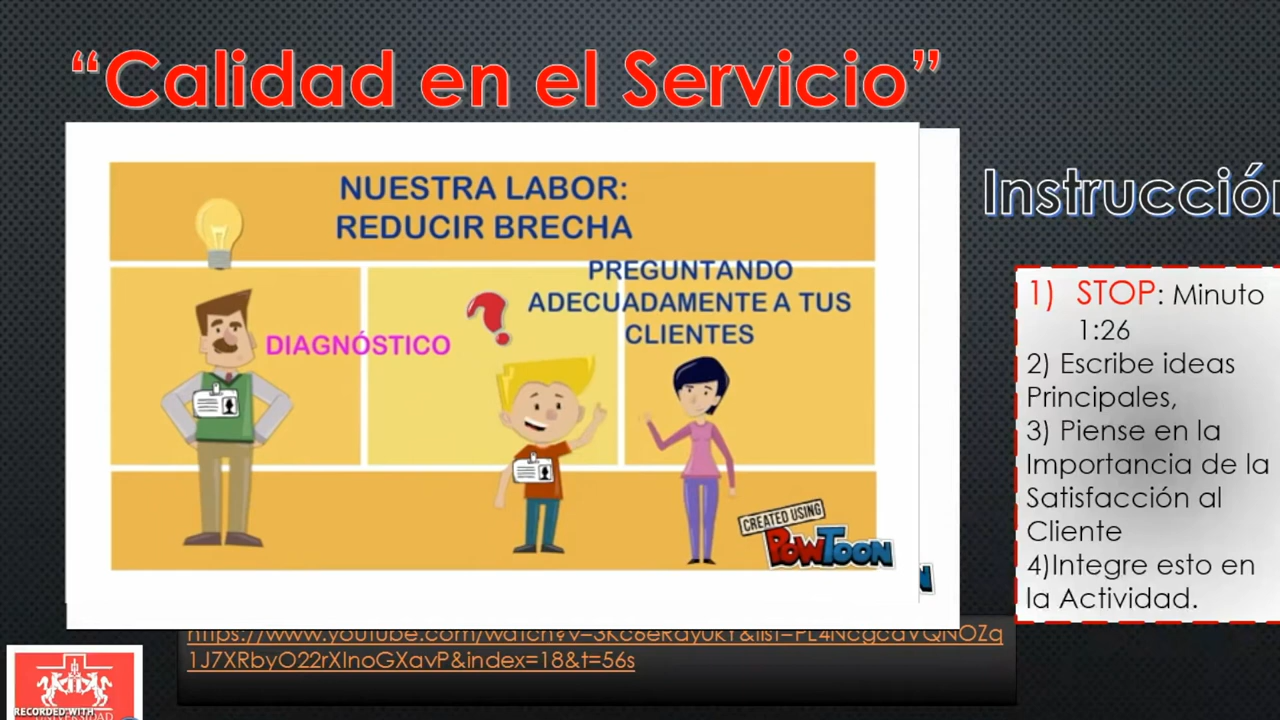 “Calidad en el Servicio”
NUESTRA LABOR:
REDUCIR BRECHA
PREGUNTANDO
ADECUADAMENTE A TUS
CLIENTES
DIAGNÓSTICO
CREATED USING
POWTOON
Instrucción
1) STOP: Minuto
1:26
2) Escribe ideas
Principales,
3) Piense en la
Importancia de la
Satisfacción al
Cliente
4)Integre esto en
la Actividad.
1J7XRbyO22rXInoGXavP&index=18&t=56s
RECORDED WITH
UNIVERSIDAD